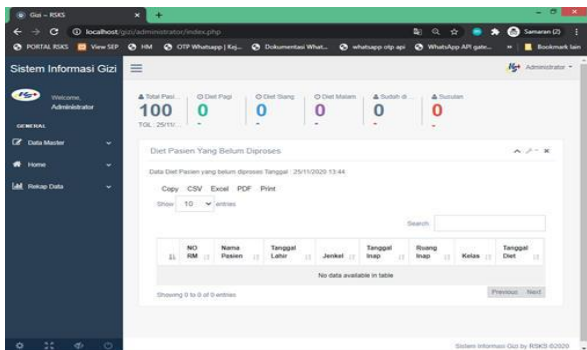 Gizi - RSKS
localhost/gizi/administrator/index.php
Samaran (2)
PORTAL RSKS
View SEP
HM
OTP Whatsapp | Kej...
Dokumentasi What...
whatsapp otp api
WhatsApp API gate...
Bookmark lain
Sistem Informasi Gizi
Administrator
Welcome,
Administrator
GENERAL
Data Master
Home
Rekap Data
Total Pasi...
100
TGL : 25/11/...
Diet Pagi
0
Diet Siang
0
Diet Malam
0
Sudah di...
0
Susulan
0
Diet Pasien Yang Belum Diproses
Data Diet Pasien yang belum diproses Tanggal : 25/11/2020 13:44
Copy CSV Excel PDF Print
Show 10 entries
Search:
NO RM
Nama Pasien
Tanggal Lahir
Jenkel
Tanggal Inap
Ruang Inap
Kelas
Tanggal Diet
No data available in table
Showing 0 to 0 of 0 entries
Previous Next
Sistem Informasi Gizi by RSKS ©2020